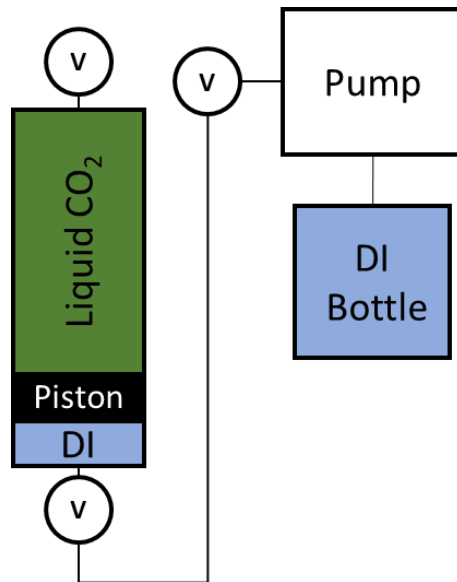 V
V
Pump
Liquid CO₂
DI
Bottle
Piston
DI
V